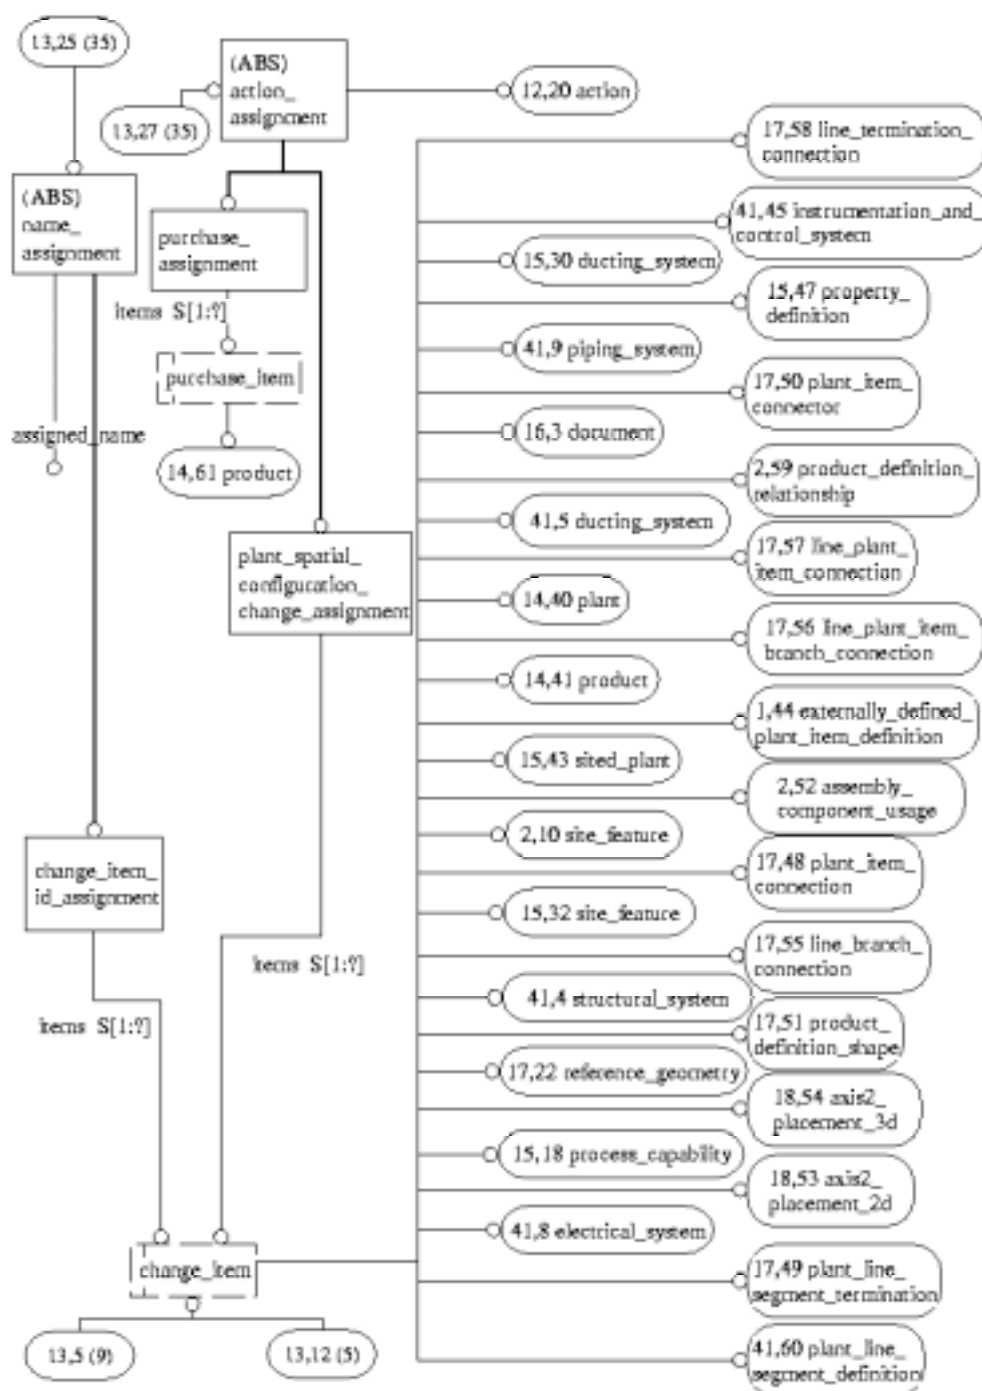 13,25 (35)
(ABS)
action_
assignment
12,20 action
13,27 (35)
(ABS)
name_
assignment
purchase_
assignment
items S[1:?]
purchase_item
assigned_name
14,61 product
plant_spatial_
configuration_
change_assignment
change_item_
id_assignment
items S[1:?]
items S[1:?]
change_item
13,5 (9)
13,12 (5)
17,58 line_termination_
connection
41,45 instrumentation_and_
control_system
15,30 ducting_system
15,47 property_
definition
41,9 piping_system
17,50 plant_item_
connector
16,3 document
2,59 product_definition_
relationship
41,5 ducting_system
17,57 line_plant_
item_connection
14,40 plant
17,56 line_plant_item_
branch_connection
14,41 product
1,44 externally_defined_
plant_item_definition
15,43 sited_plant
2,52 assembly_
component_usage
2,10 site_feature
17,48 plant_item_
connection
15,32 site_feature
17,55 line_branch_
connection
41,4 structural_system
17,51 product_
definition_shape
17,22 reference_geometry
18,54 axis2_
placement_3d
15,18 process_capability
18,53 axis2_
placement_2d
41,8 electrical_system
17,49 plant_line_
segment_termination
41,60 plant_line_
segment_definition